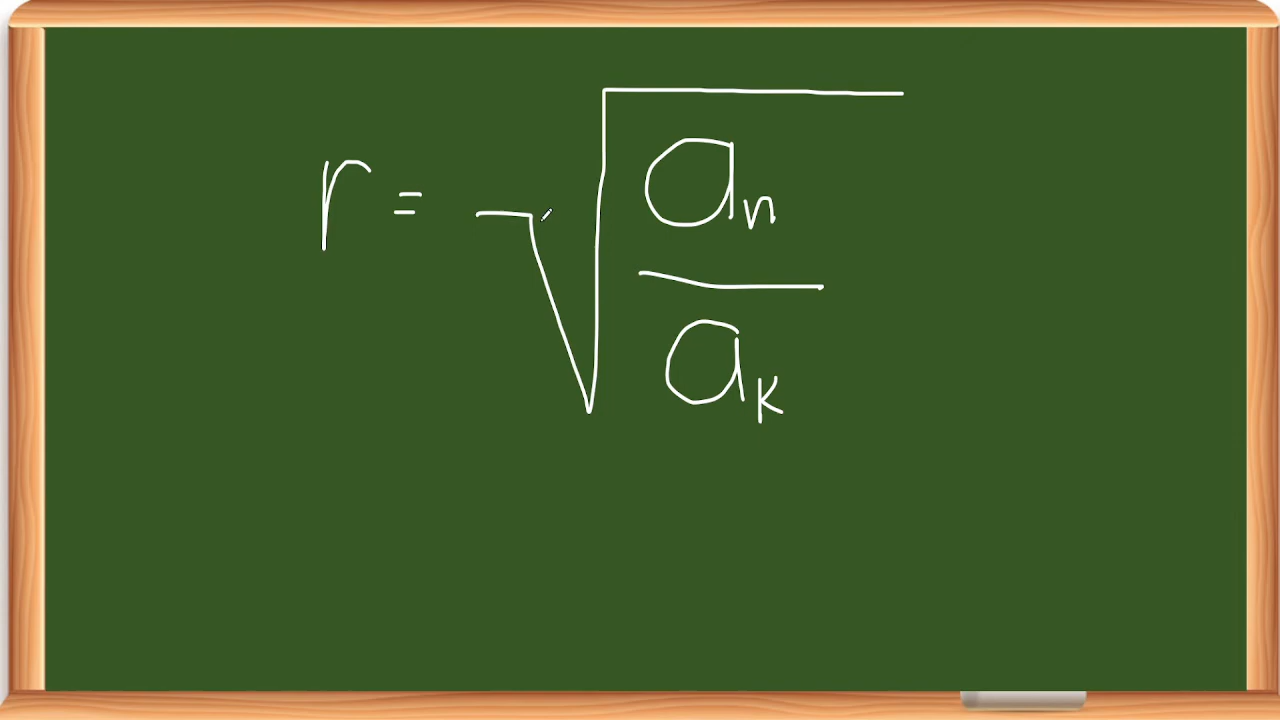 r = √(aₙ/aₖ)